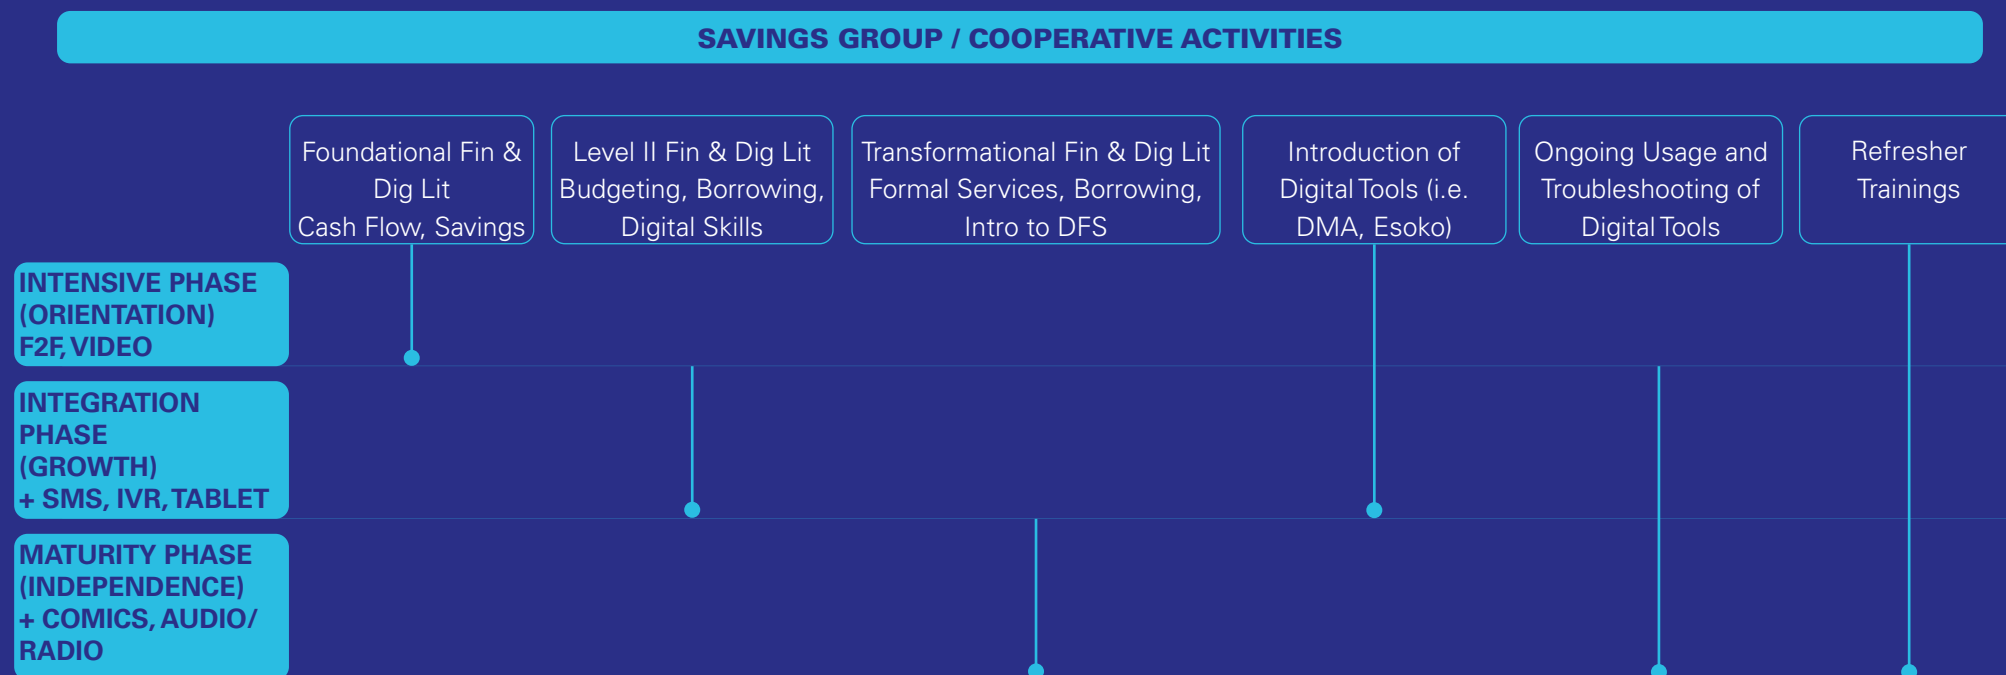 SAVINGS GROUP / COOPERATIVE ACTIVITIES
Foundational Fin &
Dig Lit
Cash Flow, Savings
Level II Fin & Dig Lit
Budgeting, Borrowing,
Digital Skills
Transformational Fin & Dig Lit
Formal Services, Borrowing,
Intro to DFS
Introduction of
Digital Tools (i.e.
DMA, Esoko)
Ongoing Usage and
Troubleshooting of
Digital Tools
Refresher
Trainings
INTENSIVE PHASE
(ORIENTATION)
F2F, VIDEO
INTEGRATION
PHASE
(GROWTH)
+ SMS, IVR, TABLET
MATURITY PHASE
(INDEPENDENCE)
+ COMICS, AUDIO/
RADIO